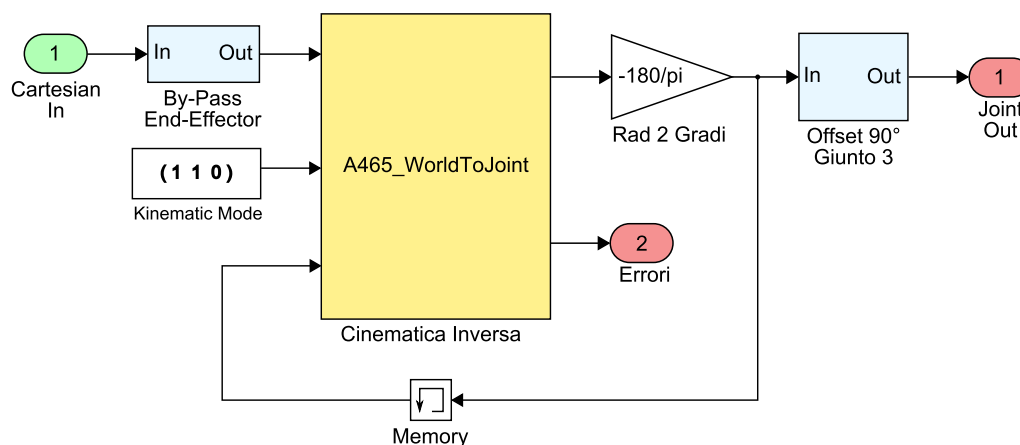 1
Cartesian
In
In Out
By-Pass
End-Effector
(1 1 0)
Kinematic Mode
A465_WorldToJoint
Cinematica Inversa
-180/pi
Rad 2 Gradi
In Out
Offset 90°
Giunto 3
1
Joint
Out
2
Errori
Memory